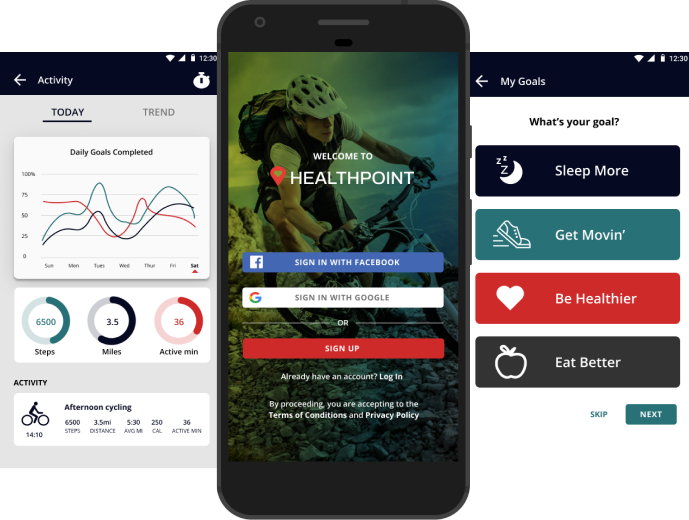 12:30
Activity
TODAY
TREND
Daily Goals Completed
100%
75
50
25
0
Sun Mon Tues Wed Thur Fri Sat
6500
3.5
36
Steps
Miles
Active min
ACTIVITY
Afternoon cycling
6500 3.5mi 5:30 250 36
STEPS DISTANCE AVG MI CAL ACTIVE MIN
14:10
WELCOME TO
HEALTHPOINT
SIGN IN WITH FACEBOOK
SIGN IN WITH GOOGLE
OR
SIGN UP
Already have an account? Log In
By proceeding, you are accepting to the
Terms of Conditions and Privacy Policy
12:30
My Goals
What's your goal?
z z Z
Sleep More
Get Movin'
Be Healthier
Eat Better
SKIP
NEXT